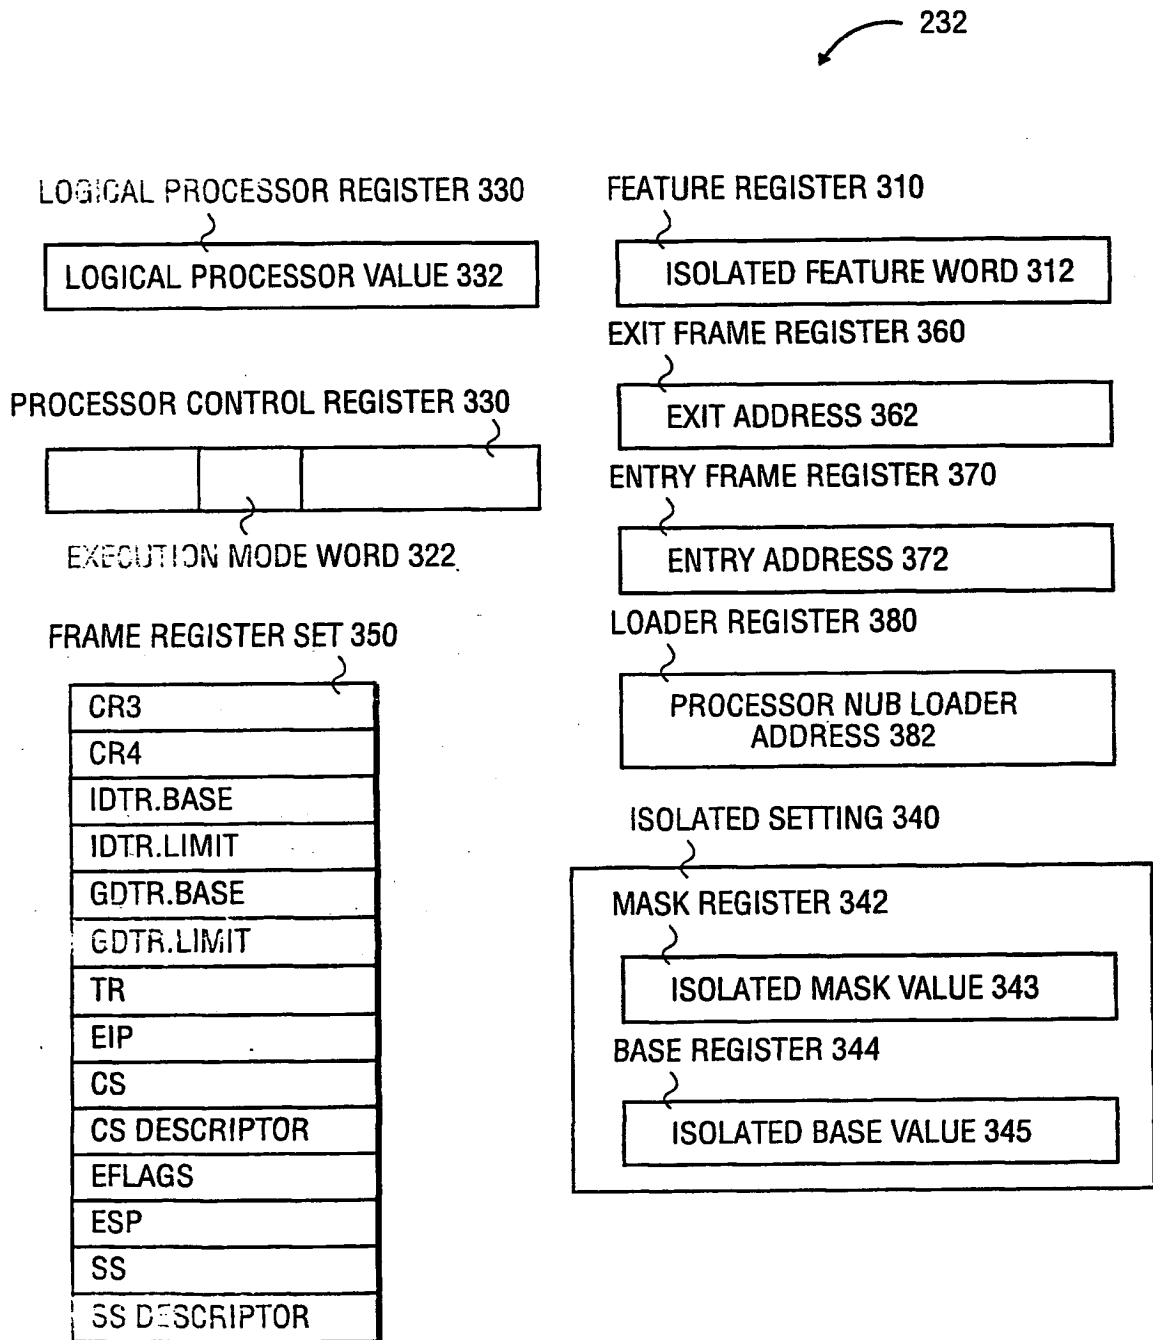 232
LOGICAL PROCESSOR REGISTER 330
LOGICAL PROCESSOR VALUE 332
PROCESSOR CONTROL REGISTER 330
EXECUTION MODE WORD 322
FRAME REGISTER SET 350
CR3
CR4
IDTR.BASE
IDTR.LIMIT
GDTR.BASE
GDTR.LIMIT
TR
EIP
CS
CS DESCRIPTOR
EFLAGS
ESP
SS
SS DESCRIPTOR
FEATURE REGISTER 310
ISOLATED FEATURE WORD 312
EXIT FRAME REGISTER 360
EXIT ADDRESS 362
ENTRY FRAME REGISTER 370
ENTRY ADDRESS 372
LOADER REGISTER 380
PROCESSOR NUB LOADER
ADDRESS 382
ISOLATED SETTING 340
MASK REGISTER 342
ISOLATED MASK VALUE 343
BASE REGISTER 344
ISOLATED BASE VALUE 345